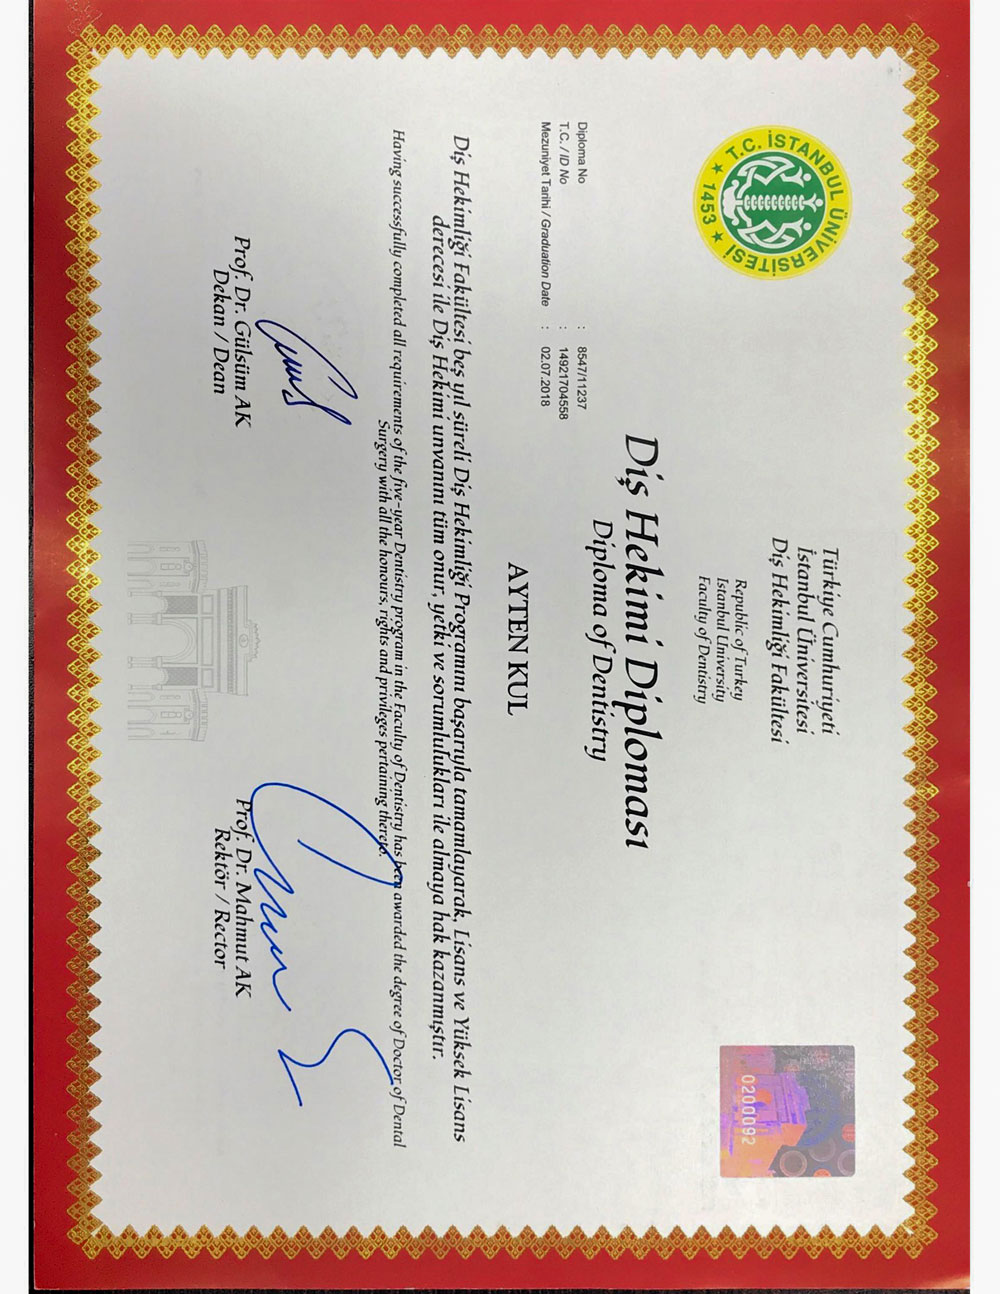 T.C. İSTANBUL ÜNİVERSİTESİ
1453
Türkiye Cumhuriyeti
İstanbul Üniversitesi
Diş Hekimliği Fakültesi
Republic of Turkey
Istanbul University
Faculty of Dentistry
0200092
Diş Hekimi Diploması
Diploma of Dentistry
Diploma No : 8547/11237
T.C. / ID No : 14921704558
Mezuniyet Tarihi / Graduation Date : 02.07.2018
AYTEN KUL
Diş Hekimliği Fakültesi beş yıl süreli Diş Hekimliği Programını başarıyla tamamlayarak, Lisans ve Yüksek Lisans
derecesi ile Diş Hekimi unvanını tüm onur, yetki ve sorumlulukları ile almaya hak kazanmıştır.
Having successfully completed all requirements of the five-year Dentistry program in the Faculty of Dentistry has been awarded the degree of Doctor of Dental
Surgery with all the honours, rights and privileges pertaining thereto.
Prof. Dr. Gülsüm AK
Dekan / Dean
Prof. Dr. Mahmut AK
Rektör / Rector